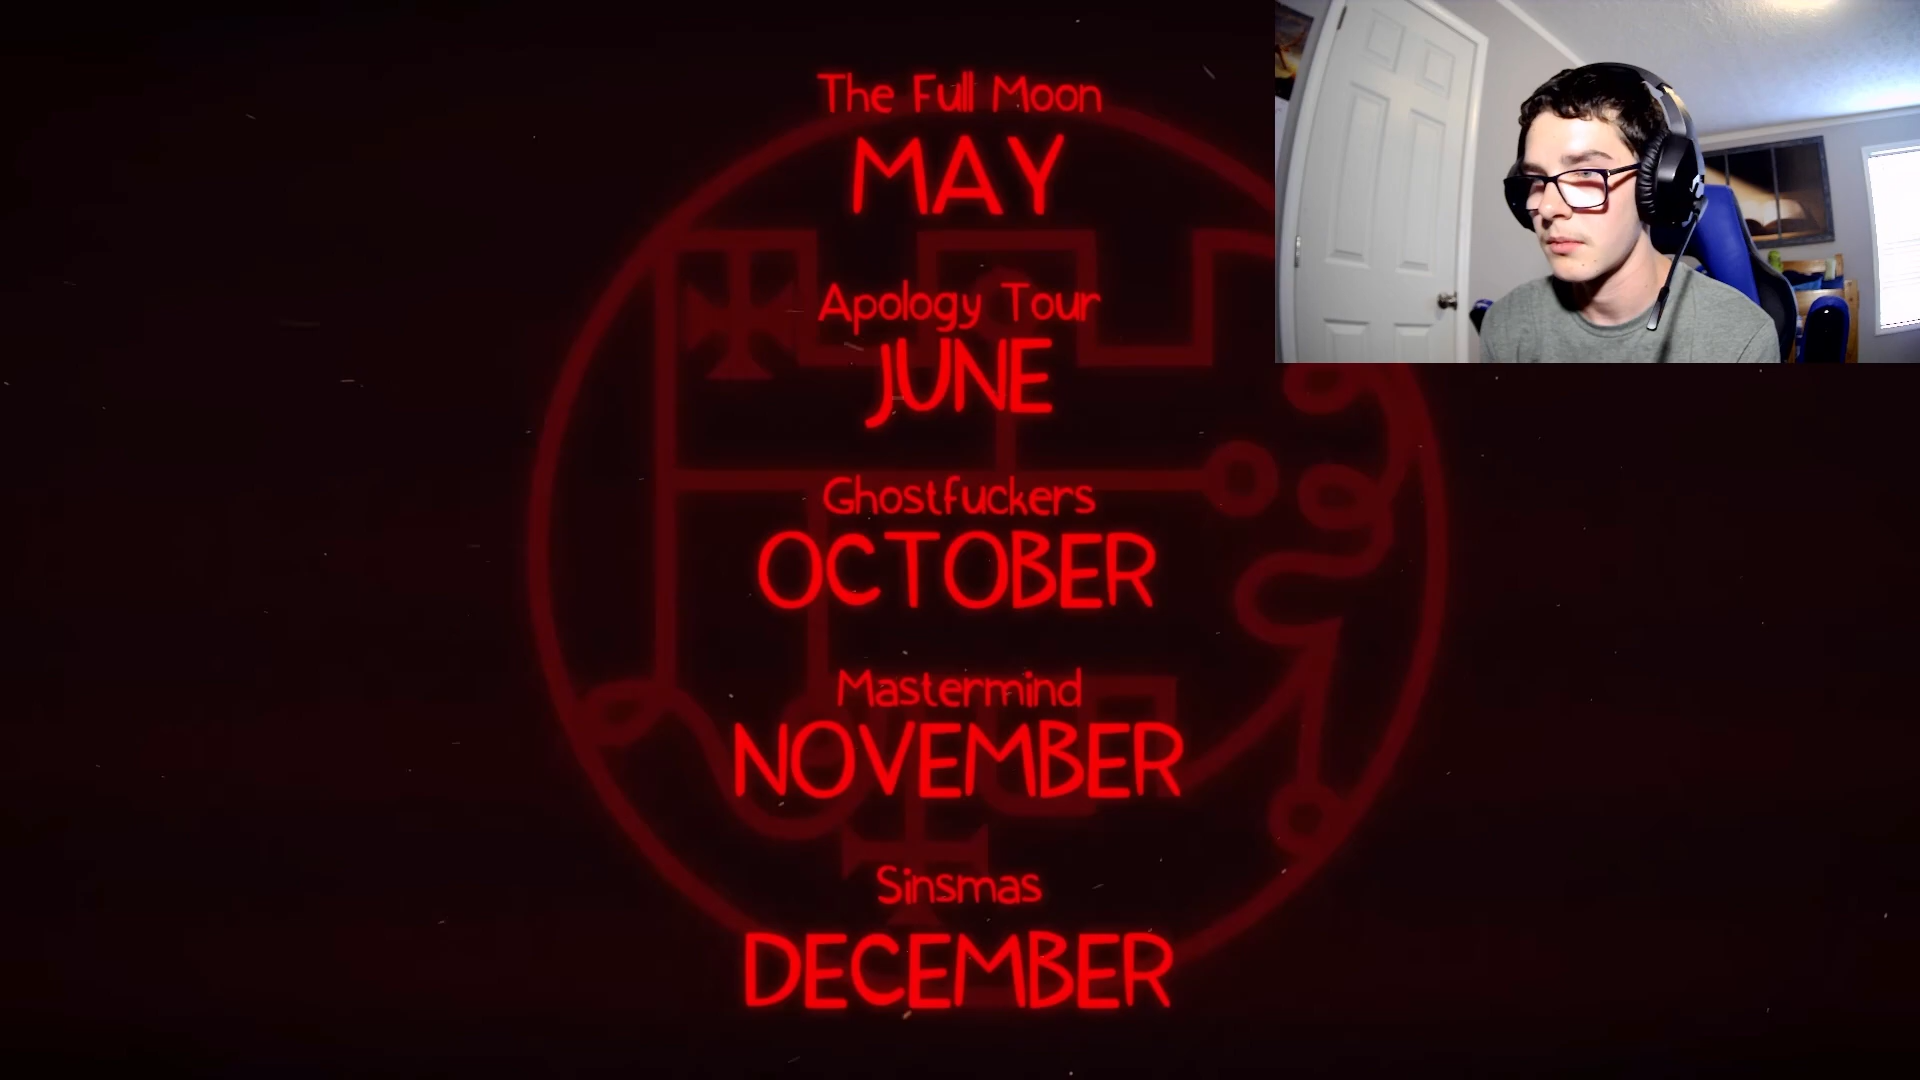 The Full Moon
MAY
Apology Tour
JUNE
Ghostfuckers
OCTOBER
Mastermind
NOVEMBER
Sinsmas
DECEMBER